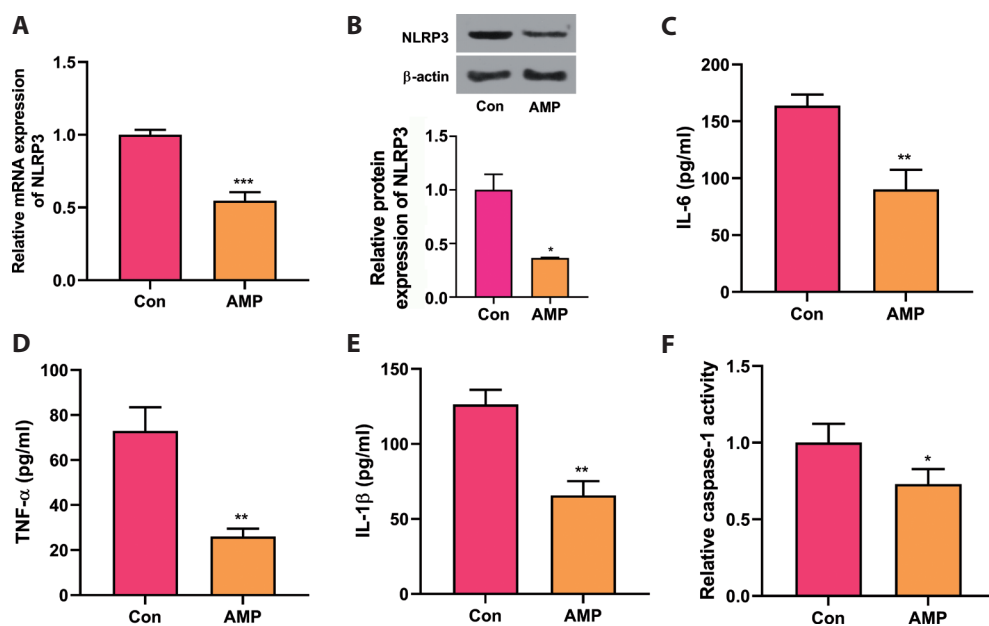 A
Relative mRNA expression
of NLRP3
1.5
1.0
0.5
0.0
***
Con
AMP
B
NLRP3
β-actin
Con
AMP
Relative protein
expression of NLRP3
1.5
1.0
0.5
0.0
*
Con
AMP
C
IL-6 (pg/ml)
200
150
100
50
0
**
Con
AMP
D
TNF-α (pg/ml)
100
80
60
40
20
0
**
Con
AMP
E
IL-1β (pg/ml)
150
100
50
0
**
Con
AMP
F
Relative caspase-1 activity
1.5
1.0
0.5
0.0
*
Con
AMP